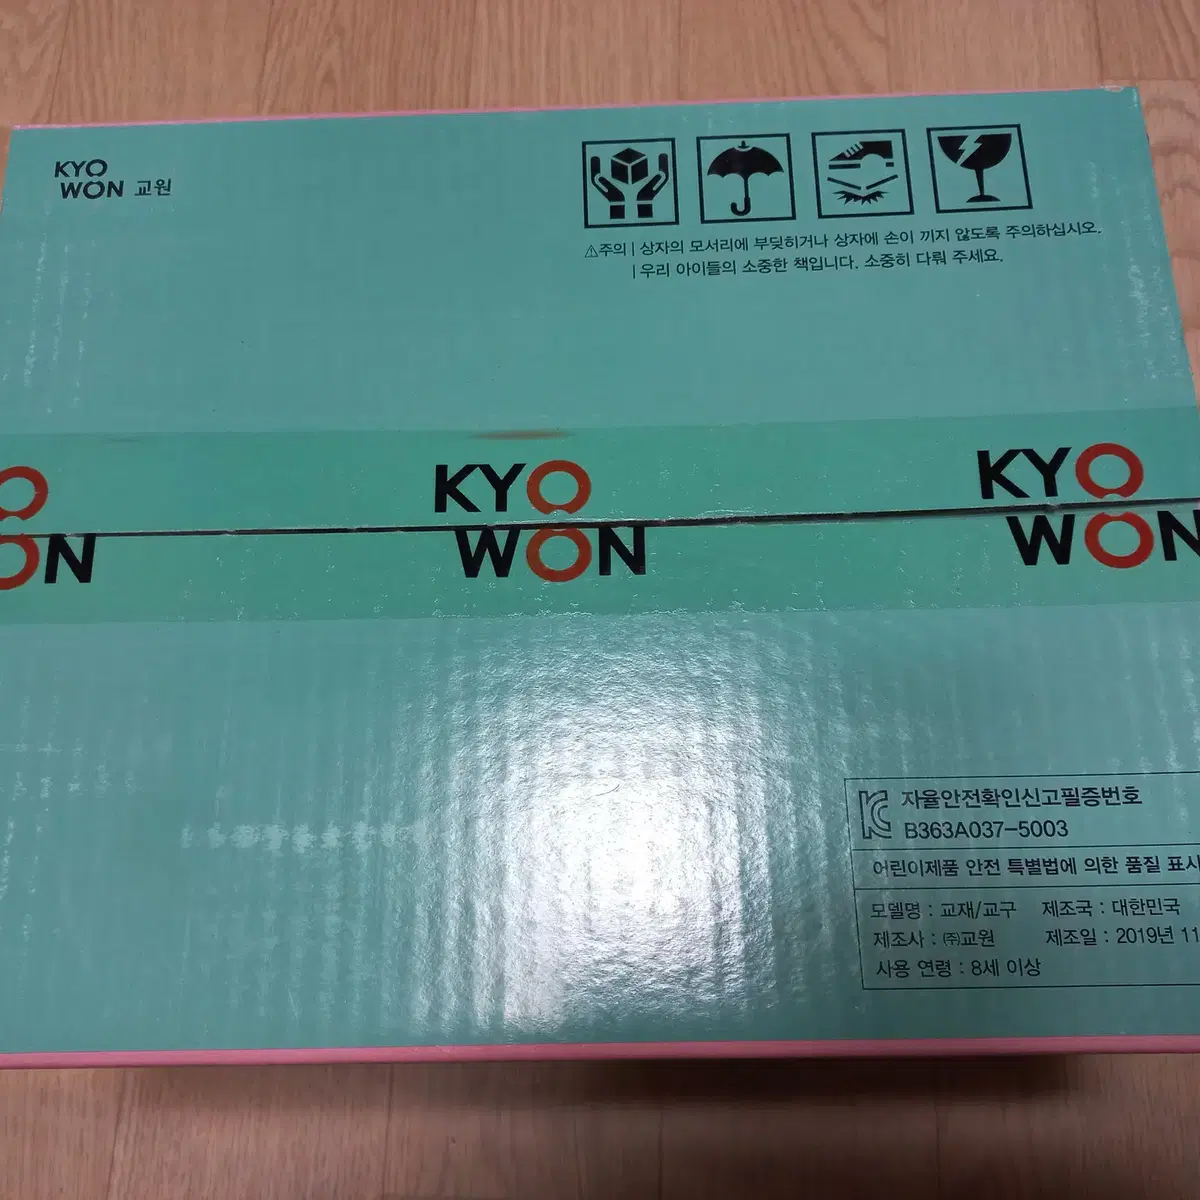 KYO
WON 교원
⚠주의 | 상자의 모서리에 부딪히거나 상자에 손이 끼지 않도록 주의하십시오.
| 우리 아이들의 소중한 책입니다. 소중히 다뤄 주세요.
O
ON
KYO
WON
KYO
WON
자율안전확인신고필증번호
B363A037-5003
어린이제품 안전 특별법에 의한 품질 표시
모델명 : 교재/교구 제조국 : 대한민국
제조사 : ㈜교원 제조일 : 2019년 11
사용 연령 : 8세 이상